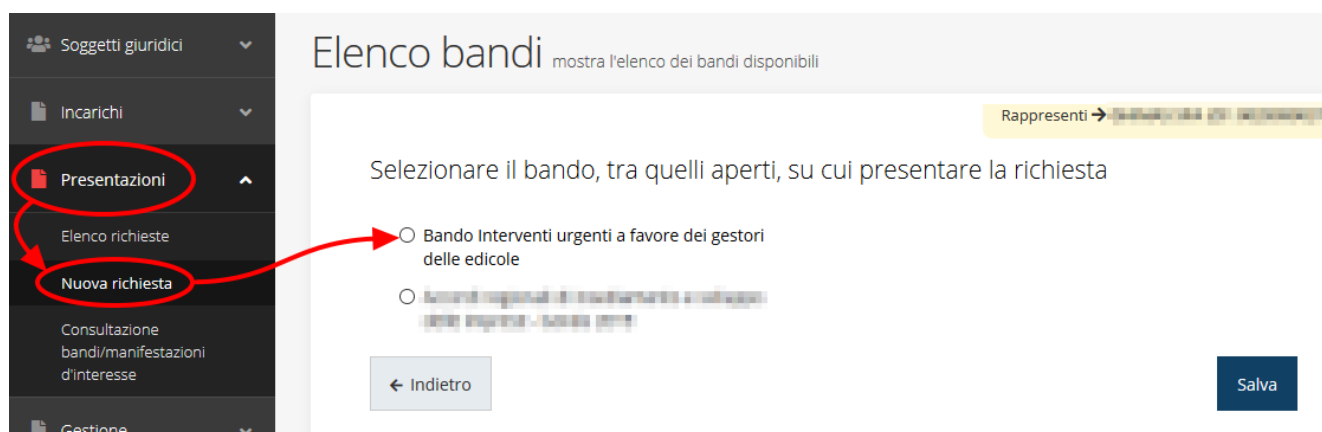 Soggetti giuridici
Incarichi
Presentazioni
Elenco richieste
Nuova richiesta
Consultazione
bandi/manifestazioni
d'interesse
Gestione
Elenco bandi mostra l'elenco dei bandi disponibili
Rappresenti →
Selezionare il bando, tra quelli aperti, su cui presentare la richiesta
Bando Interventi urgenti a favore dei gestori
delle edicole
← Indietro
Salva